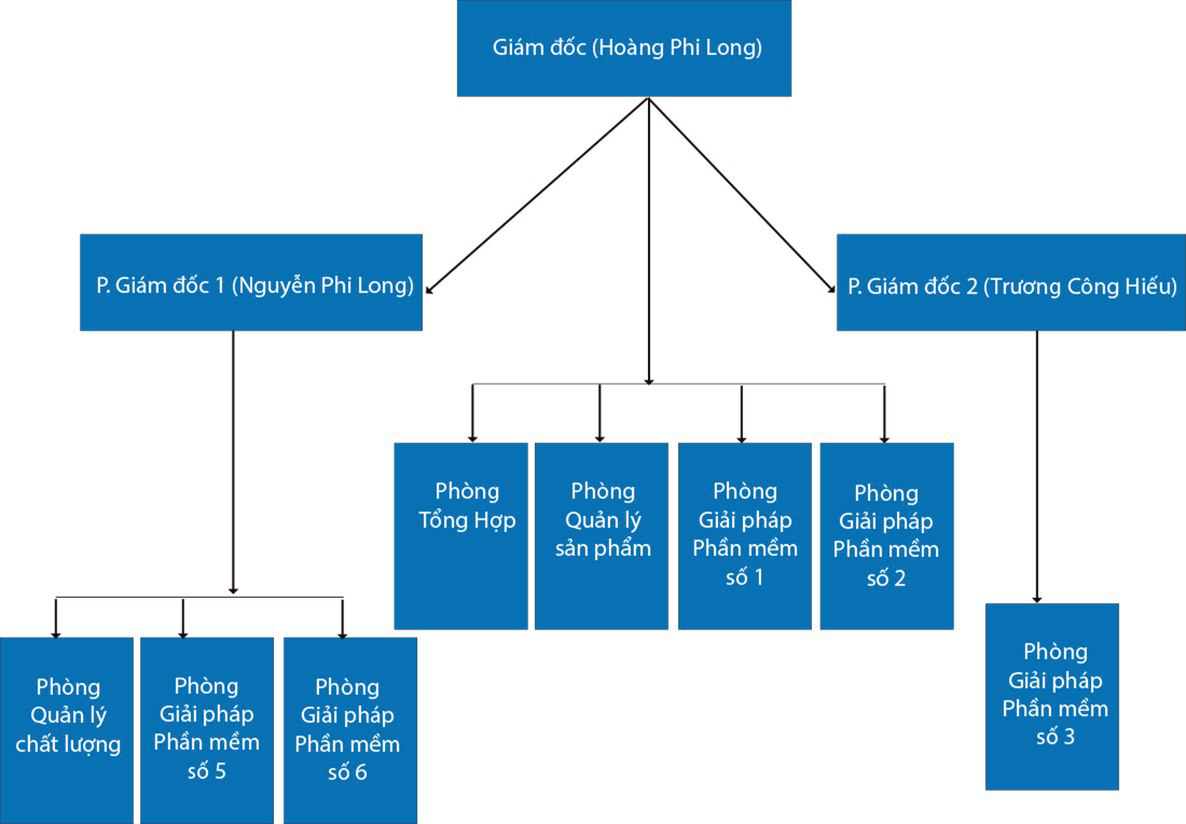 Giám đốc (Hoàng Phi Long)
P. Giám đốc 1 (Nguyễn Phi Long)
P. Giám đốc 2 (Trương Công Hiếu)
Phòng
Tổng Hợp
Phòng
Quản lý
sản phẩm
Phòng
Giải pháp
Phần mềm
số 1
Phòng
Giải pháp
Phần mềm
số 2
Phòng
Quản lý
chất lượng
Phòng
Giải pháp
Phần mềm
số 5
Phòng
Giải pháp
Phần mềm
số 6
Phòng
Giải pháp
Phần mềm
số 3